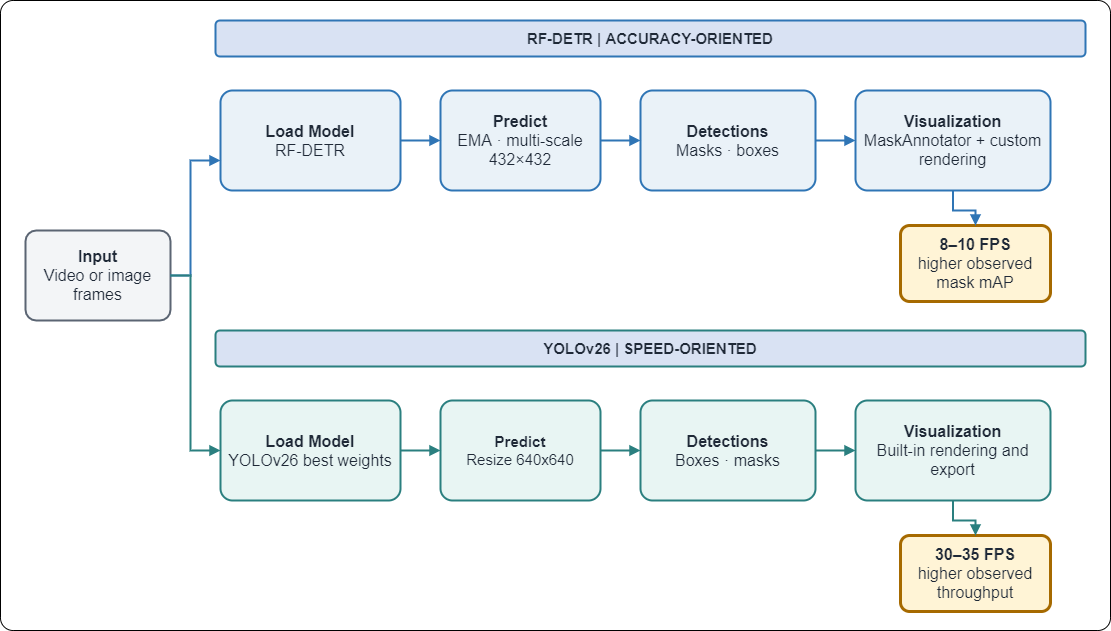 RF-DETR | ACCURACY-ORIENTED
Load Model
RF-DETR
Predict
EMA · multi-scale
432×432
Detections
Masks · boxes
Visualization
MaskAnnotator + custom
rendering
8–10 FPS
higher observed
mask mAP
Input
Video or image
frames
YOLOv26 | SPEED-ORIENTED
Load Model
YOLOv26 best weights
Predict
Resize 640x640
Detections
Boxes · masks
Visualization
Built-in rendering and
export
30–35 FPS
higher observed
throughput